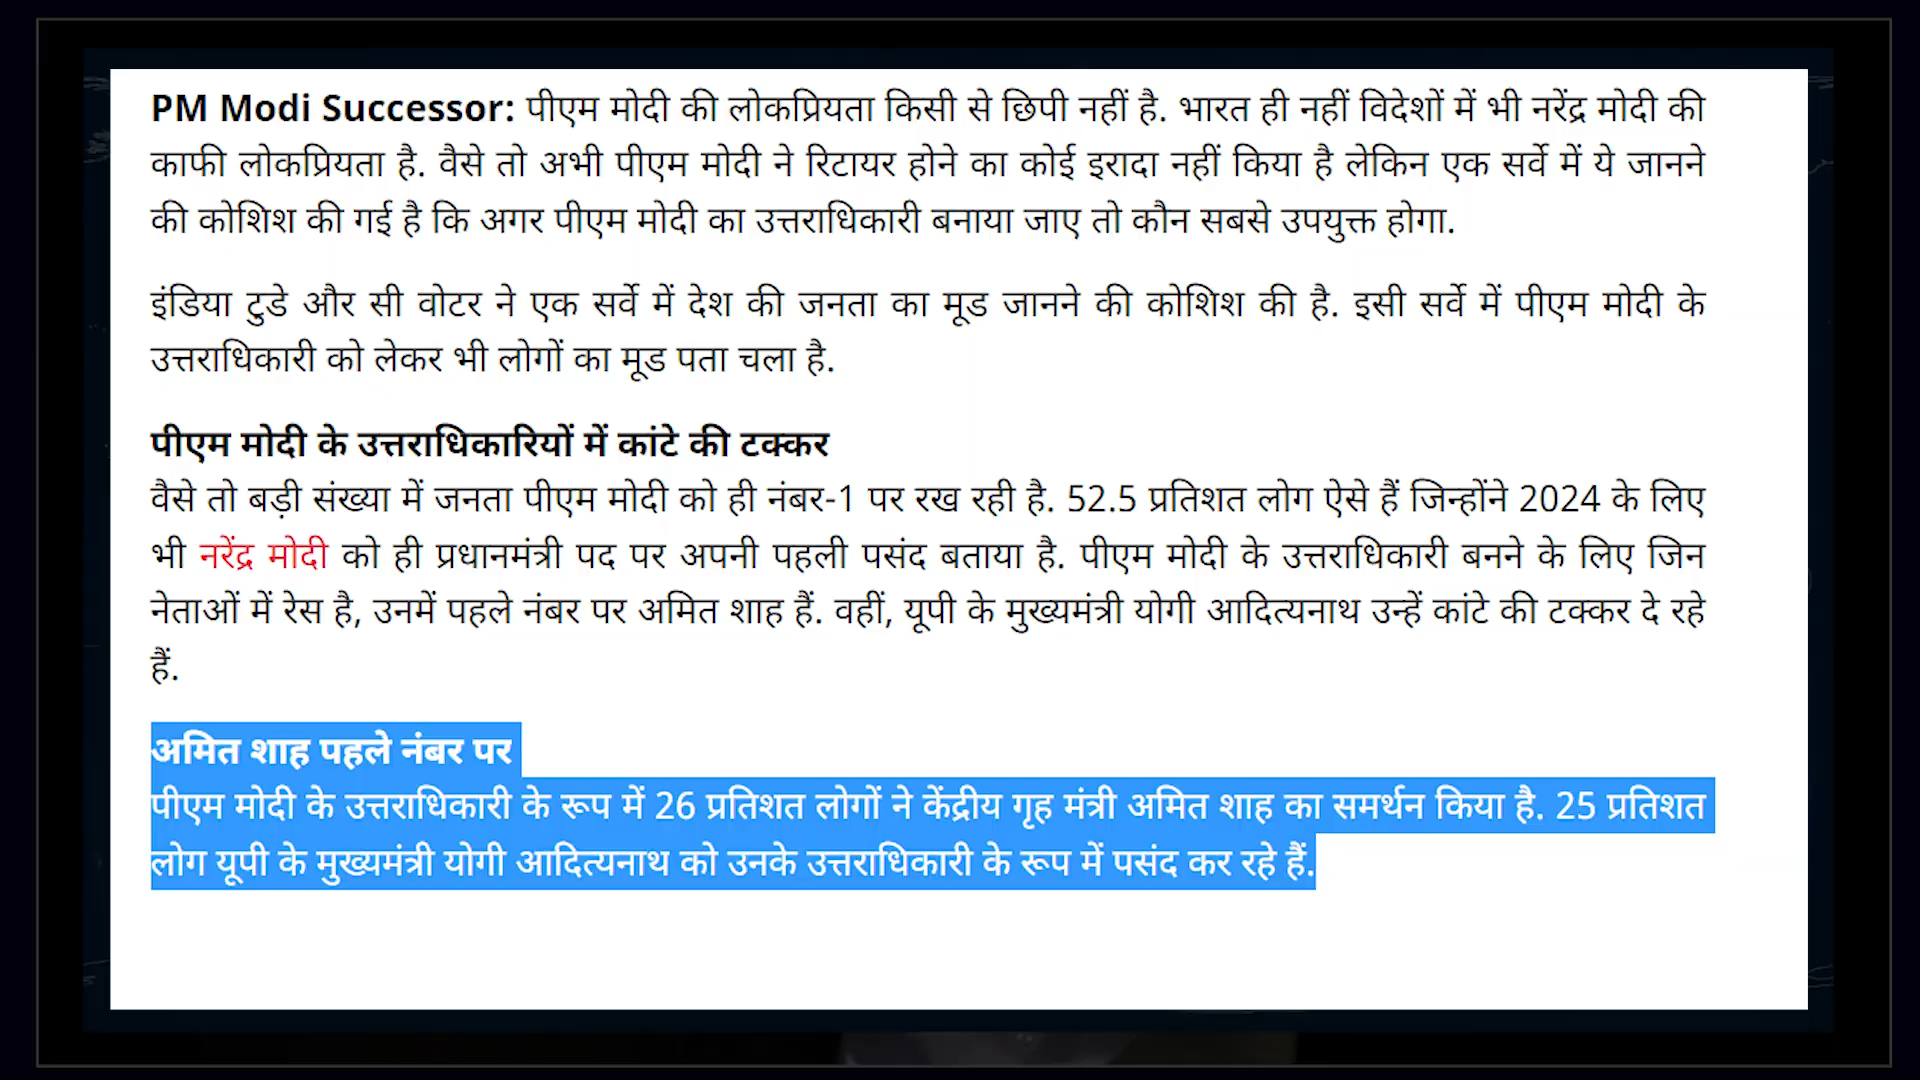 PM Modi Successor: पीएम मोदी की लोकप्रियता किसी से छिपी नहीं है. भारत ही नहीं विदेशों में भी नरेंद्र मोदी की
काफी लोकप्रियता है. वैसे तो अभी पीएम मोदी ने रिटायर होने का कोई इरादा नहीं किया है लेकिन एक सर्वे में ये जानने
की कोशिश की गई है कि अगर पीएम मोदी का उत्तराधिकारी बनाया जाए तो कौन सबसे उपयुक्त होगा.
इंडिया टुडे और सी वोटर ने एक सर्वे में देश की जनता का मूड जानने की कोशिश की है. इसी सर्वे में पीएम मोदी के
उत्तराधिकारी को लेकर भी लोगों का मूड पता चला है.
पीएम मोदी के उत्तराधिकारियों में कांटे की टक्कर
वैसे तो बड़ी संख्या में जनता पीएम मोदी को ही नंबर-1 पर रख रही है. 52.5 प्रतिशत लोग ऐसे हैं जिन्होंने 2024 के लिए
भी नरेंद्र मोदी को ही प्रधानमंत्री पद पर अपनी पहली पसंद बताया है. पीएम मोदी के उत्तराधिकारी बनने के लिए जिन
नेताओं में रेस है, उनमें पहले नंबर पर अमित शाह हैं. वहीं, यूपी के मुख्यमंत्री योगी आदित्यनाथ उन्हें कांटे की टक्कर दे रहे
हैं.
अमित शाह पहले नंबर पर
पीएम मोदी के उत्तराधिकारी के रूप में 26 प्रतिशत लोगों ने केंद्रीय गृह मंत्री अमित शाह का समर्थन किया है. 25 प्रतिशत
लोग यूपी के मुख्यमंत्री योगी आदित्यनाथ को उनके उत्तराधिकारी के रूप में पसंद कर रहे हैं.